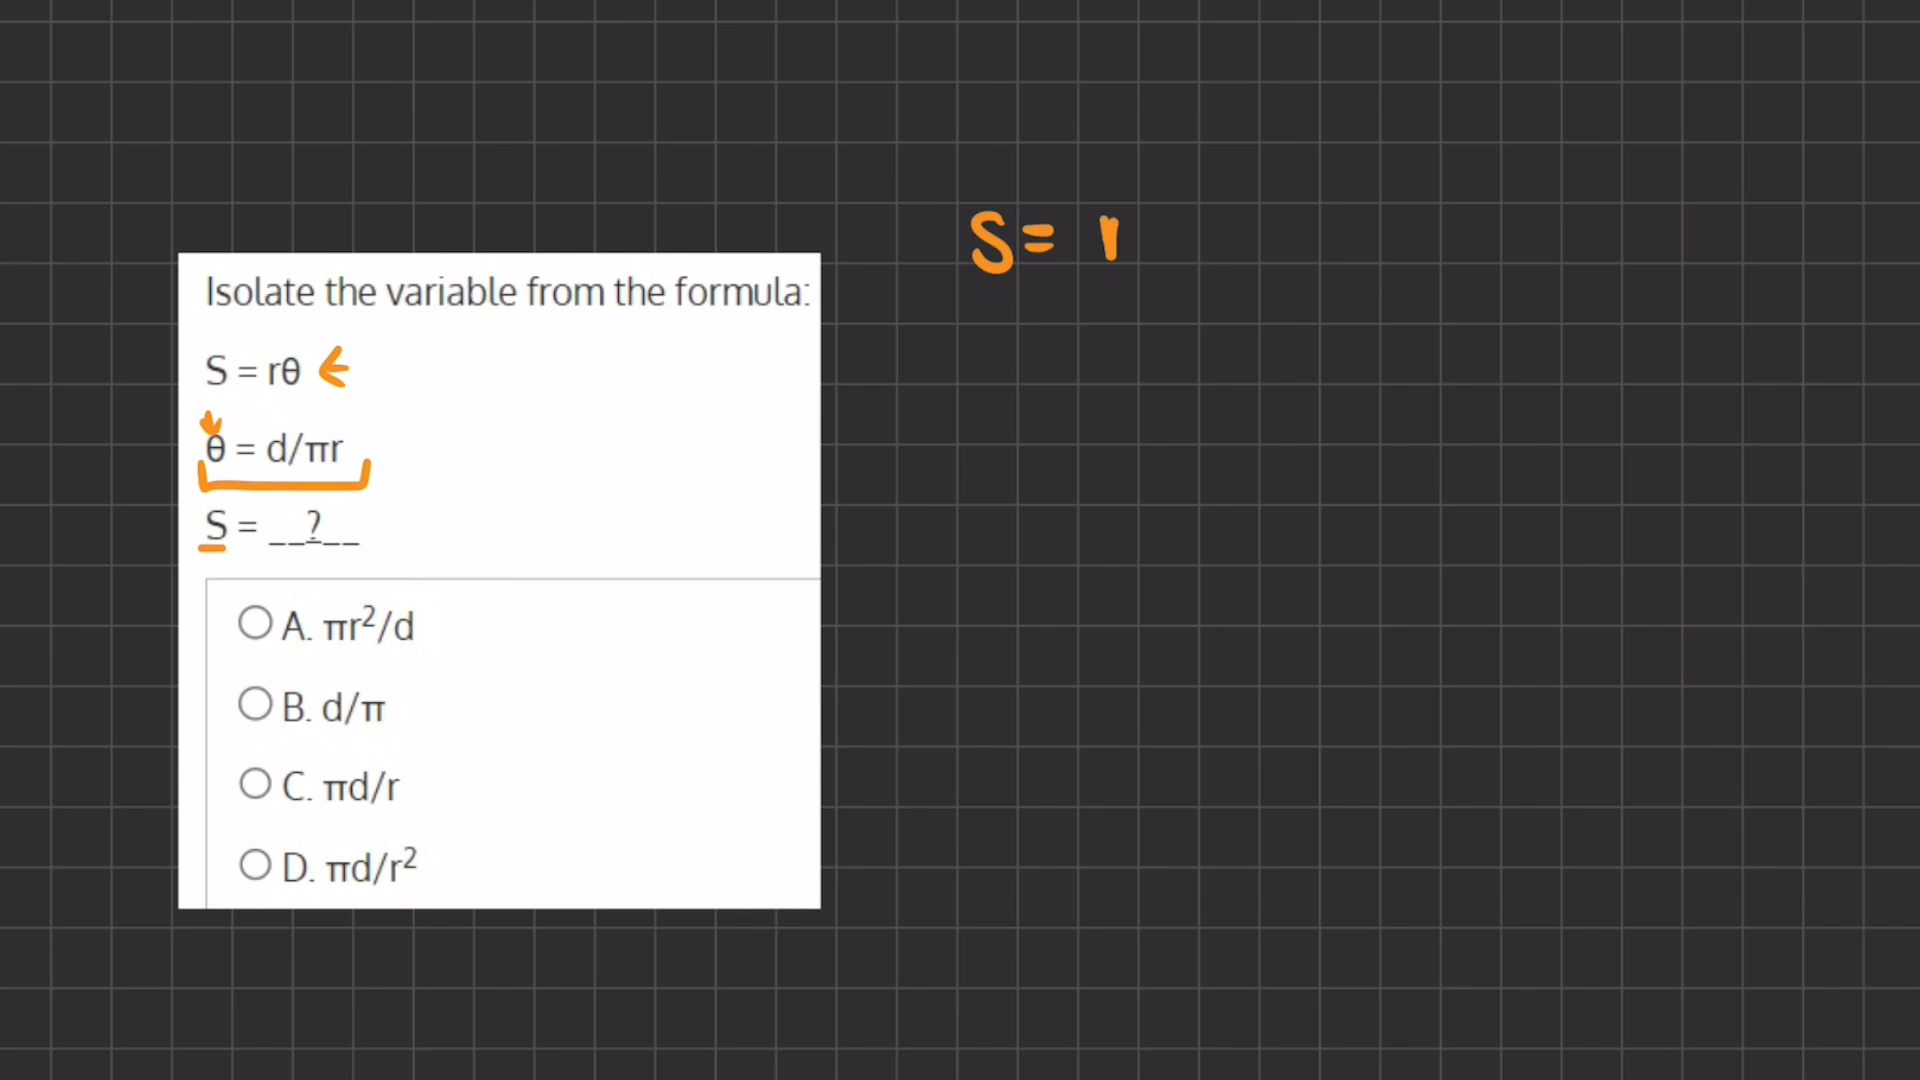 S= r
Isolate the variable from the formula:
S = rθ
θ = d/πr
S = __?__
A. πr²/d
B. d/π
C. πd/r
D. πd/r²